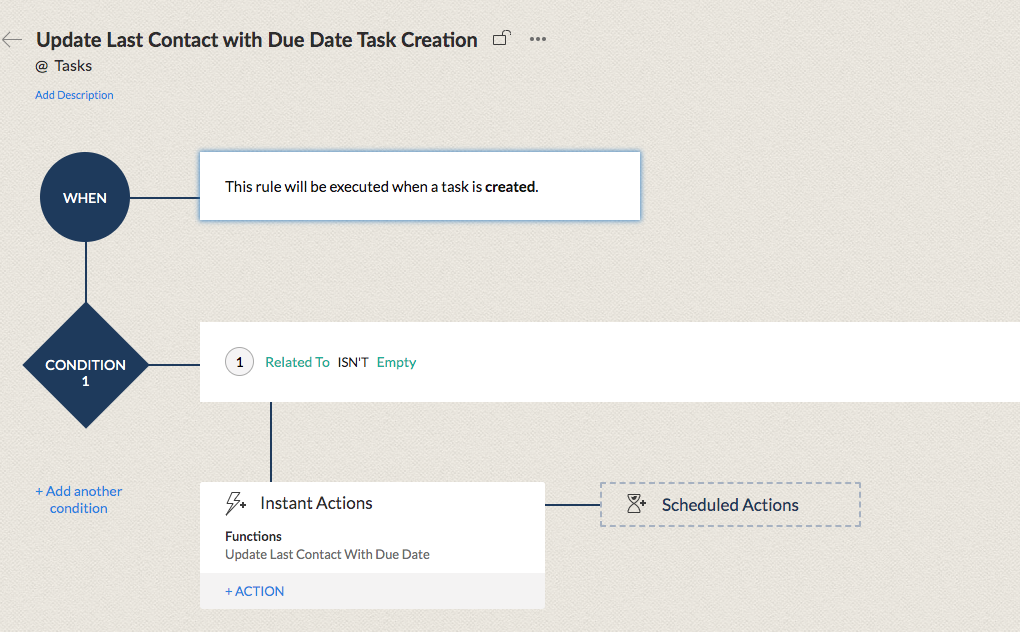 Update Last Contact with Due Date Task Creation
@ Tasks
Add Description
WHEN
This rule will be executed when a task is created.
CONDITION
1
1 Related To ISN'T Empty
+ Add another
condition
Instant Actions
Scheduled Actions
Functions
Update Last Contact With Due Date
+ ACTION